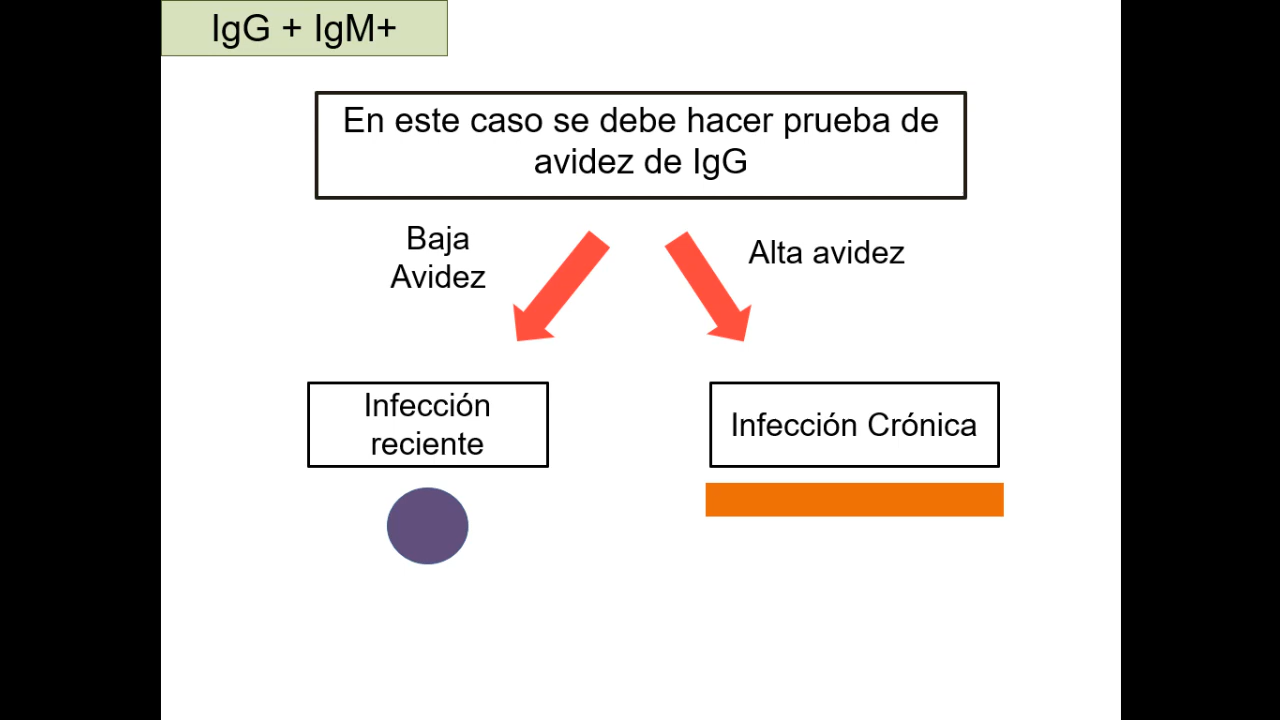 IgG + IgM+
En este caso se debe hacer prueba de
avidez de IgG
Baja
Avidez
Alta avidez
Infección
reciente
Infección Crónica